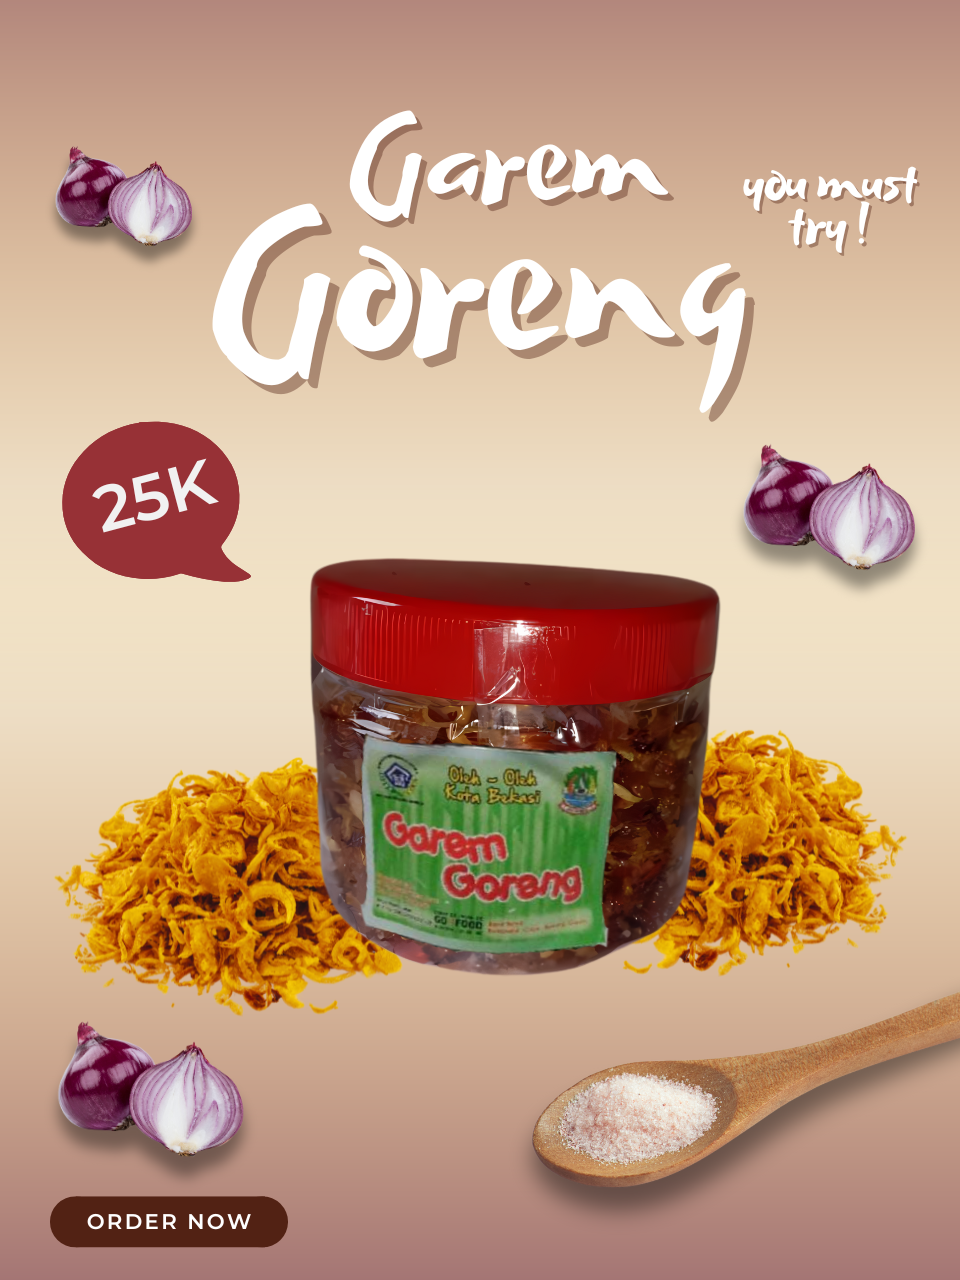 Garem
Goreng
you must
try !
25K
Oleh - Oleh
Kota Bekasi
Garem
Goreng
GO FOOD
ORDER NOW